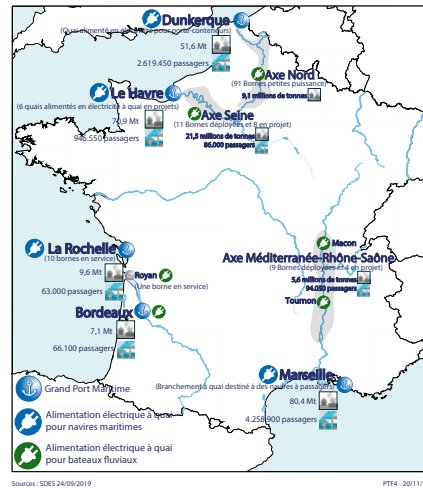 Dunkerque
(Quai alimenté en électricité pour porte-conteneurs)
51,6 Mt
2.619.450 passagers
Axe Nord
(91 Bornes petites puissance)
9,1 millions de tonnes
Le Havre
(6 quais alimentés en électricité à quai en projets)
70,9 Mt
946.550 passagers
Axe Seine
(11 Bornes déployées et 8 en projet)
21,5 millions de tonnes
86.000 passagers
La Rochelle
(10 bornes en service)
9,6 Mt
63.000 passagers
Royan
(Une borne en service)
Bordeaux
7,1 Mt
66.100 passagers
Macon
Axe Méditerranée-Rhône-Saône
(9 Bornes déployées et 4 en projet)
5,6 millions de tonnes
94.050 passagers
Tournon
Marseille
(Branchement à quai destiné à des navires à passagers)
80,4 Mt
4.258.900 passagers
Grand Port Maritime
Alimentation électrique à quai
pour navires maritimes
Alimentation électrique à quai
pour bateaux fluviaux
Sources : SDES 24/09/2019
PTF4 - 20/11/